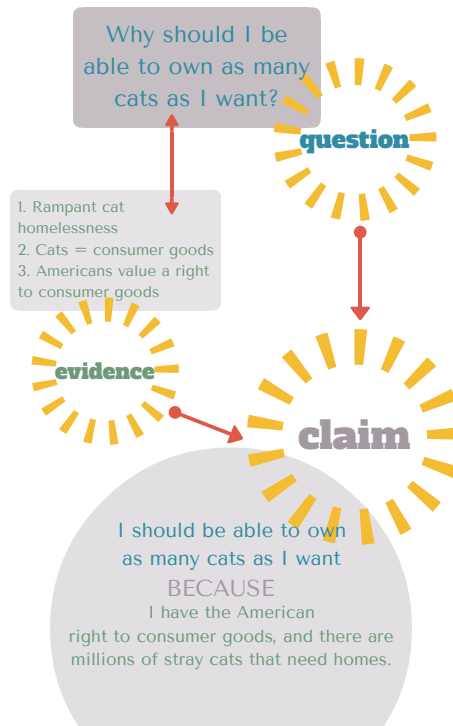 Why should I be
able to own as many
cats as I want?
question
1. Rampant cat
homelessness
2. Cats = consumer goods
3. Americans value a right
to consumer goods
evidence
claim
I should be able to own
as many cats as I want
BECAUSE
I have the American
right to consumer goods, and there are
millions of stray cats that need homes.